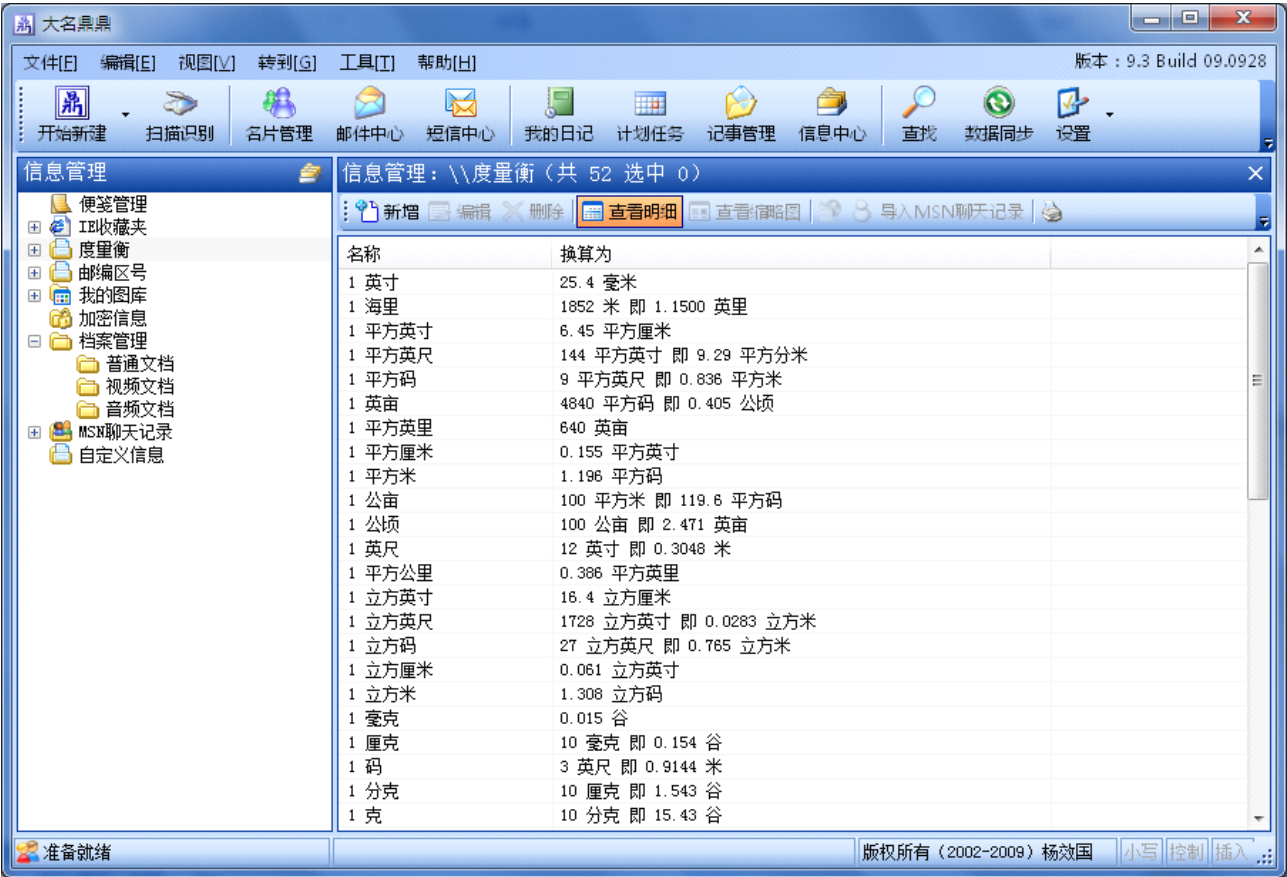 大名鼎鼎
文件[F] 编辑[E] 视图[V] 转到[G] 工具[T] 帮助[H] 版本：9.3 Build 09.0928
开始新建 扫描识别 名片管理 邮件中心 短信中心 我的日记 计划任务 记事管理 信息中心 查找 数据同步 设置
信息管理
便笺管理
IE收藏夹
度量衡
邮编区号
我的图库
加密信息
档案管理
普通文档
视频文档
音频文档
MSN聊天记录
自定义信息
信息管理: \\度量衡（共 52 选中 0）
新增 编辑 删除 查看明细 查看缩略图 导入MSN聊天记录
名称 换算为
1 英寸 25.4 毫米
1 海里 1852 米 即 1.1500 英里
1 平方英寸 6.45 平方厘米
1 平方英尺 144 平方英寸 即 9.29 平方分米
1 平方码 9 平方英尺 即 0.836 平方米
1 英亩 4840 平方码 即 0.405 公顷
1 平方英里 640 英亩
1 平方厘米 0.155 平方英寸
1 平方米 1.196 平方码
1 公亩 100 平方米 即 119.6 平方码
1 公顷 100 公亩 即 2.471 英亩
1 英尺 12 英寸 即 0.3048 米
1 平方公里 0.386 平方英里
1 立方英寸 16.4 立方厘米
1 立方英尺 1728 立方英寸 即 0.0283 立方米
1 立方码 27 立方英尺 即 0.765 立方米
1 立方厘米 0.061 立方英寸
1 立方米 1.308 立方码
1 毫克 0.015 谷
1 厘克 10 毫克 即 0.154 谷
1 码 3 英尺 即 0.9144 米
1 分克 10 厘克 即 1.543 谷
1 克 10 分克 即 15.43 谷
准备就绪 版权所有（2002-2009）杨效国 小写 控制 插入